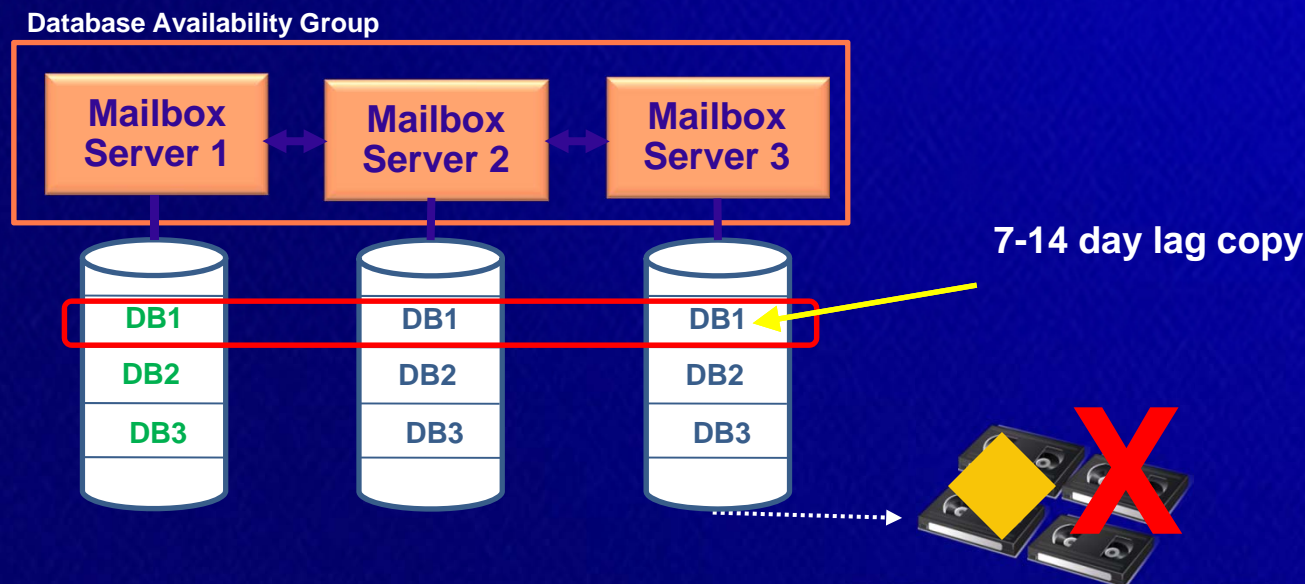 Database Availability Group
Mailbox
Server 1
Mailbox
Server 2
Mailbox
Server 3
7-14 day lag copy
DB1
DB1
DB1
DB2
DB2
DB2
DB3
DB3
DB3
X